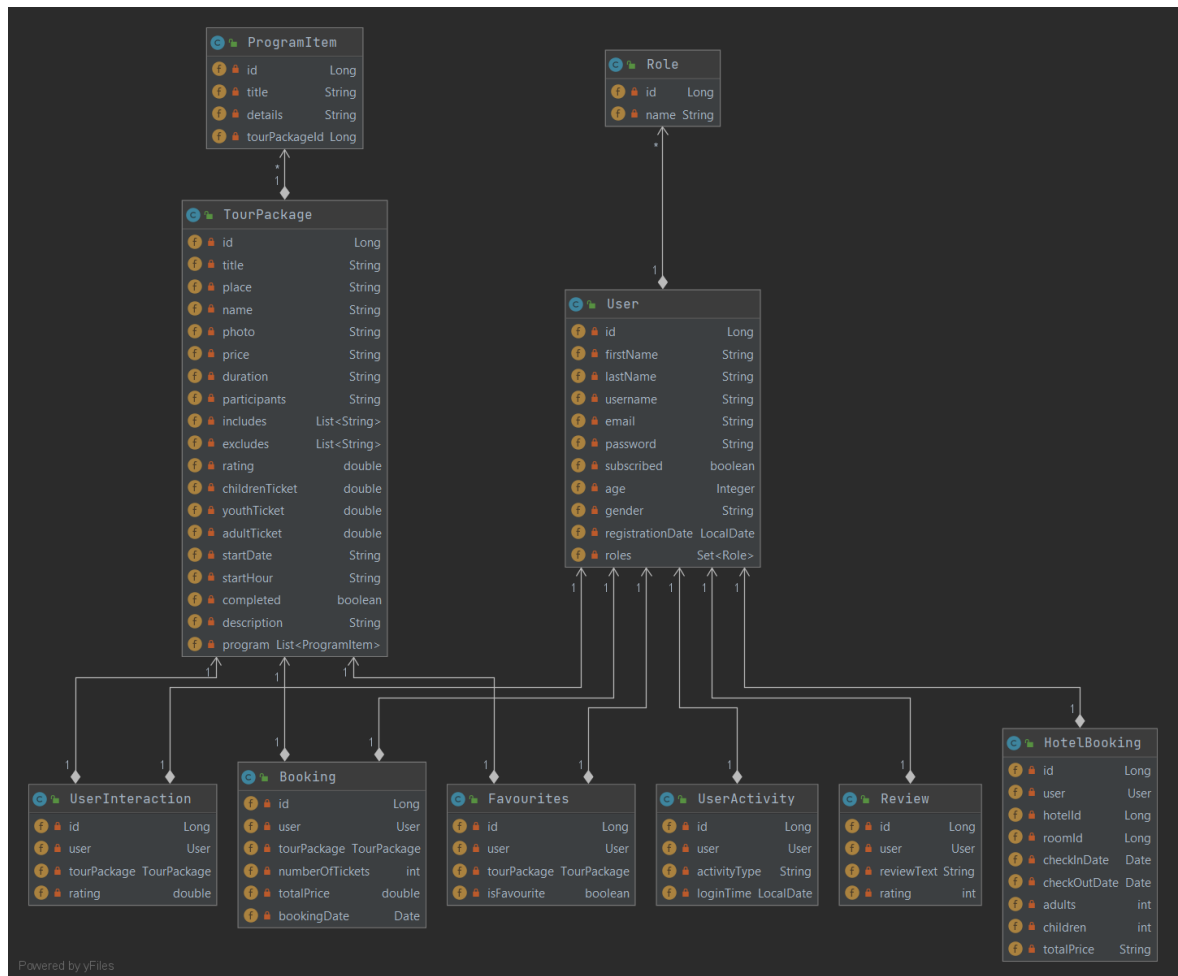 ProgramItem
id Long
title String
details String
tourPackageId Long
Role
id Long
name String
*
1
*
1
TourPackage
id Long
title String
place String
name String
photo String
price String
duration String
participants String
includes List<String>
excludes List<String>
rating double
childrenTicket double
youthTicket double
adultTicket double
startDate String
startHour String
completed boolean
description String
program List<ProgramItem>
User
id Long
firstName String
lastName String
username String
email String
password String
subscribed boolean
age Integer
gender String
registrationDate LocalDate
roles Set<Role>
1 1 1
1 1 1 1 1 1
1 1 1 1 1 1 1 1
1
UserInteraction
id Long
user User
tourPackage TourPackage
rating double
Booking
id Long
user User
tourPackage TourPackage
numberOfTickets int
totalPrice double
bookingDate Date
Favourites
id Long
user User
tourPackage TourPackage
isFavourite boolean
UserActivity
id Long
user User
activityType String
loginTime LocalDate
Review
id Long
user User
reviewText String
rating int
HotelBooking
id Long
user User
hotelId Long
roomId Long
checkInDate Date
checkOutDate Date
adults int
children int
totalPrice String
Powered by yFiles